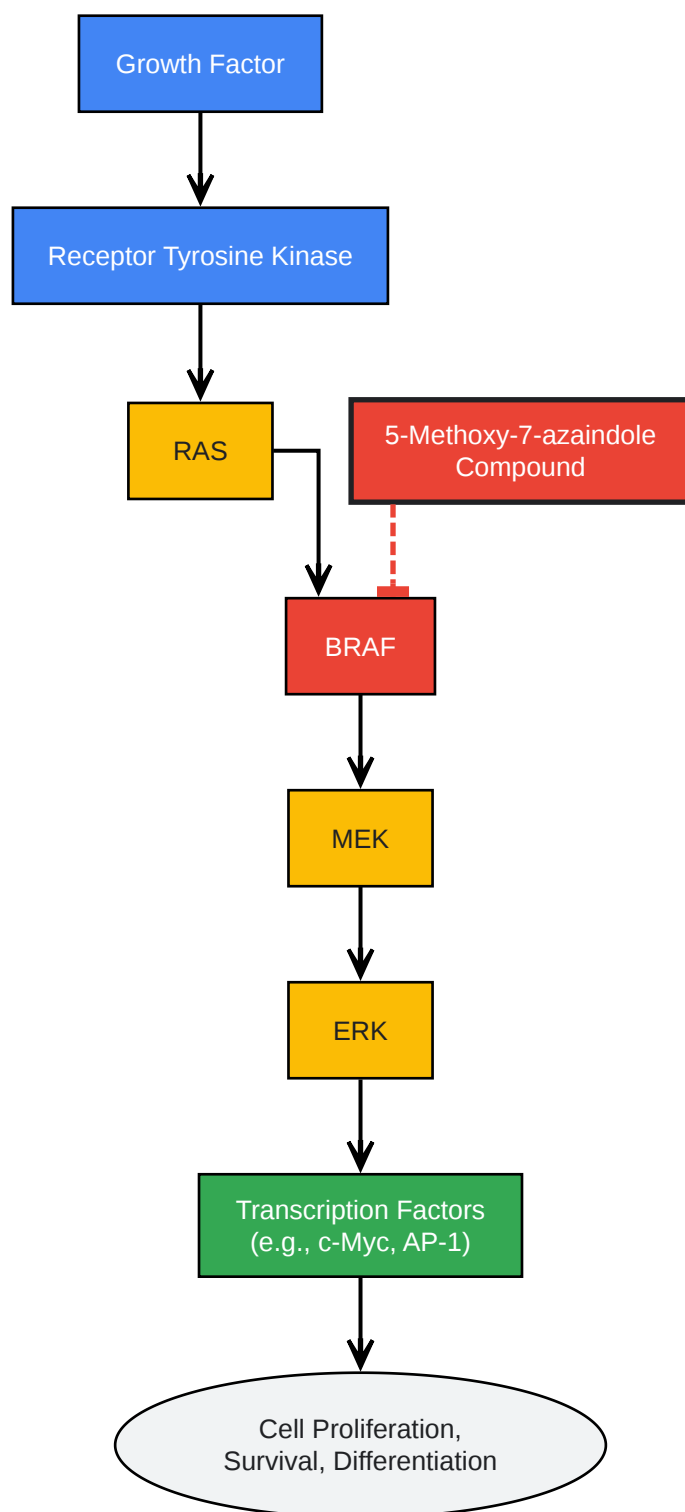 Growth Factor
Receptor Tyrosine Kinase
RAS
5-Methoxy-7-azaindole
Compound
BRAF
MEK
ERK
Transcription Factors
(e.g., c-Myc, AP-1)
Cell Proliferation,
Survival, Differentiation